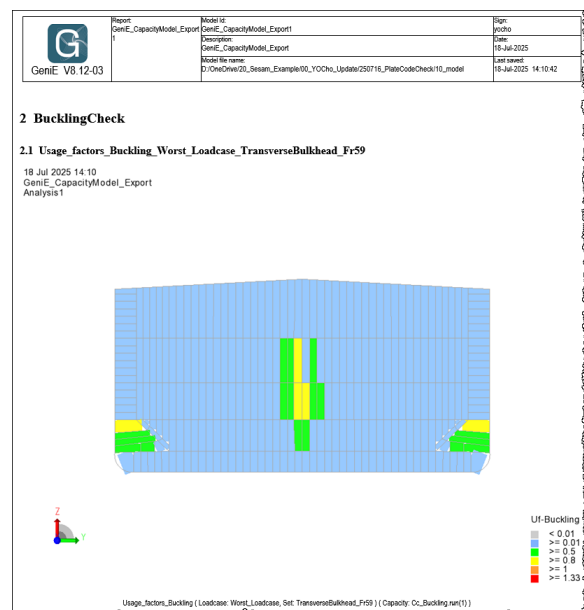 Report:
GeniE_CapacityModel_Export
1
Model Id:
GeniE_CapacityModel_Export1
Sign:
yocho
Description:
GeniE_CapacityModel_Export
Date:
18-Jul-2025
Model file name:
D:/OneDrive/20_Sesam_Example/00_YOCho_Update/250716_PlateCodeCheck/10_model
Last saved:
18-Jul-2025 14:10:42
G
GeniE V8.12-03
2 BucklingCheck
2.1 Usage_factors_Buckling_Worst_Loadcase_TransverseBulkhead_Fr59
18 Jul 2025 14:10
GeniE_CapacityModel_Export
Analysis1
Z
Y
Uf-Buckling
< 0.01
>= 0.01
>= 0.5
>= 0.8
>= 1
>= 1.33
Usage_factors_Buckling ( Loadcase: Worst_Loadcase, Set: TransverseBulkhead_Fr59 ) ( Capacity: Cc_Buckling.run(1) )